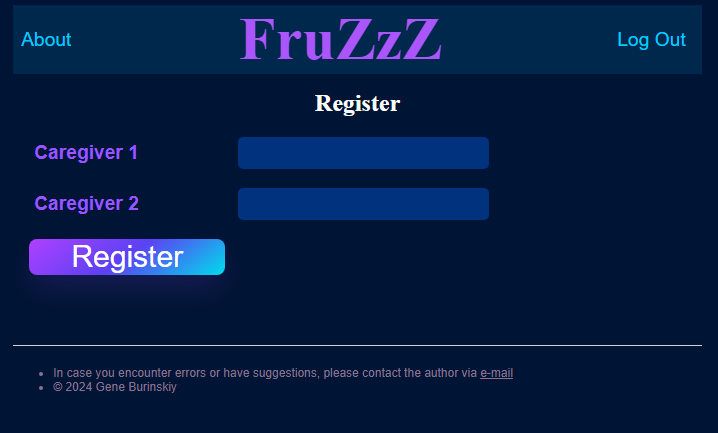 About
FruZzZ
Log Out
Register
Caregiver 1
Caregiver 2
Register
In case you encounter errors or have suggestions, please contact the author via e-mail
© 2024 Gene Burinskiy